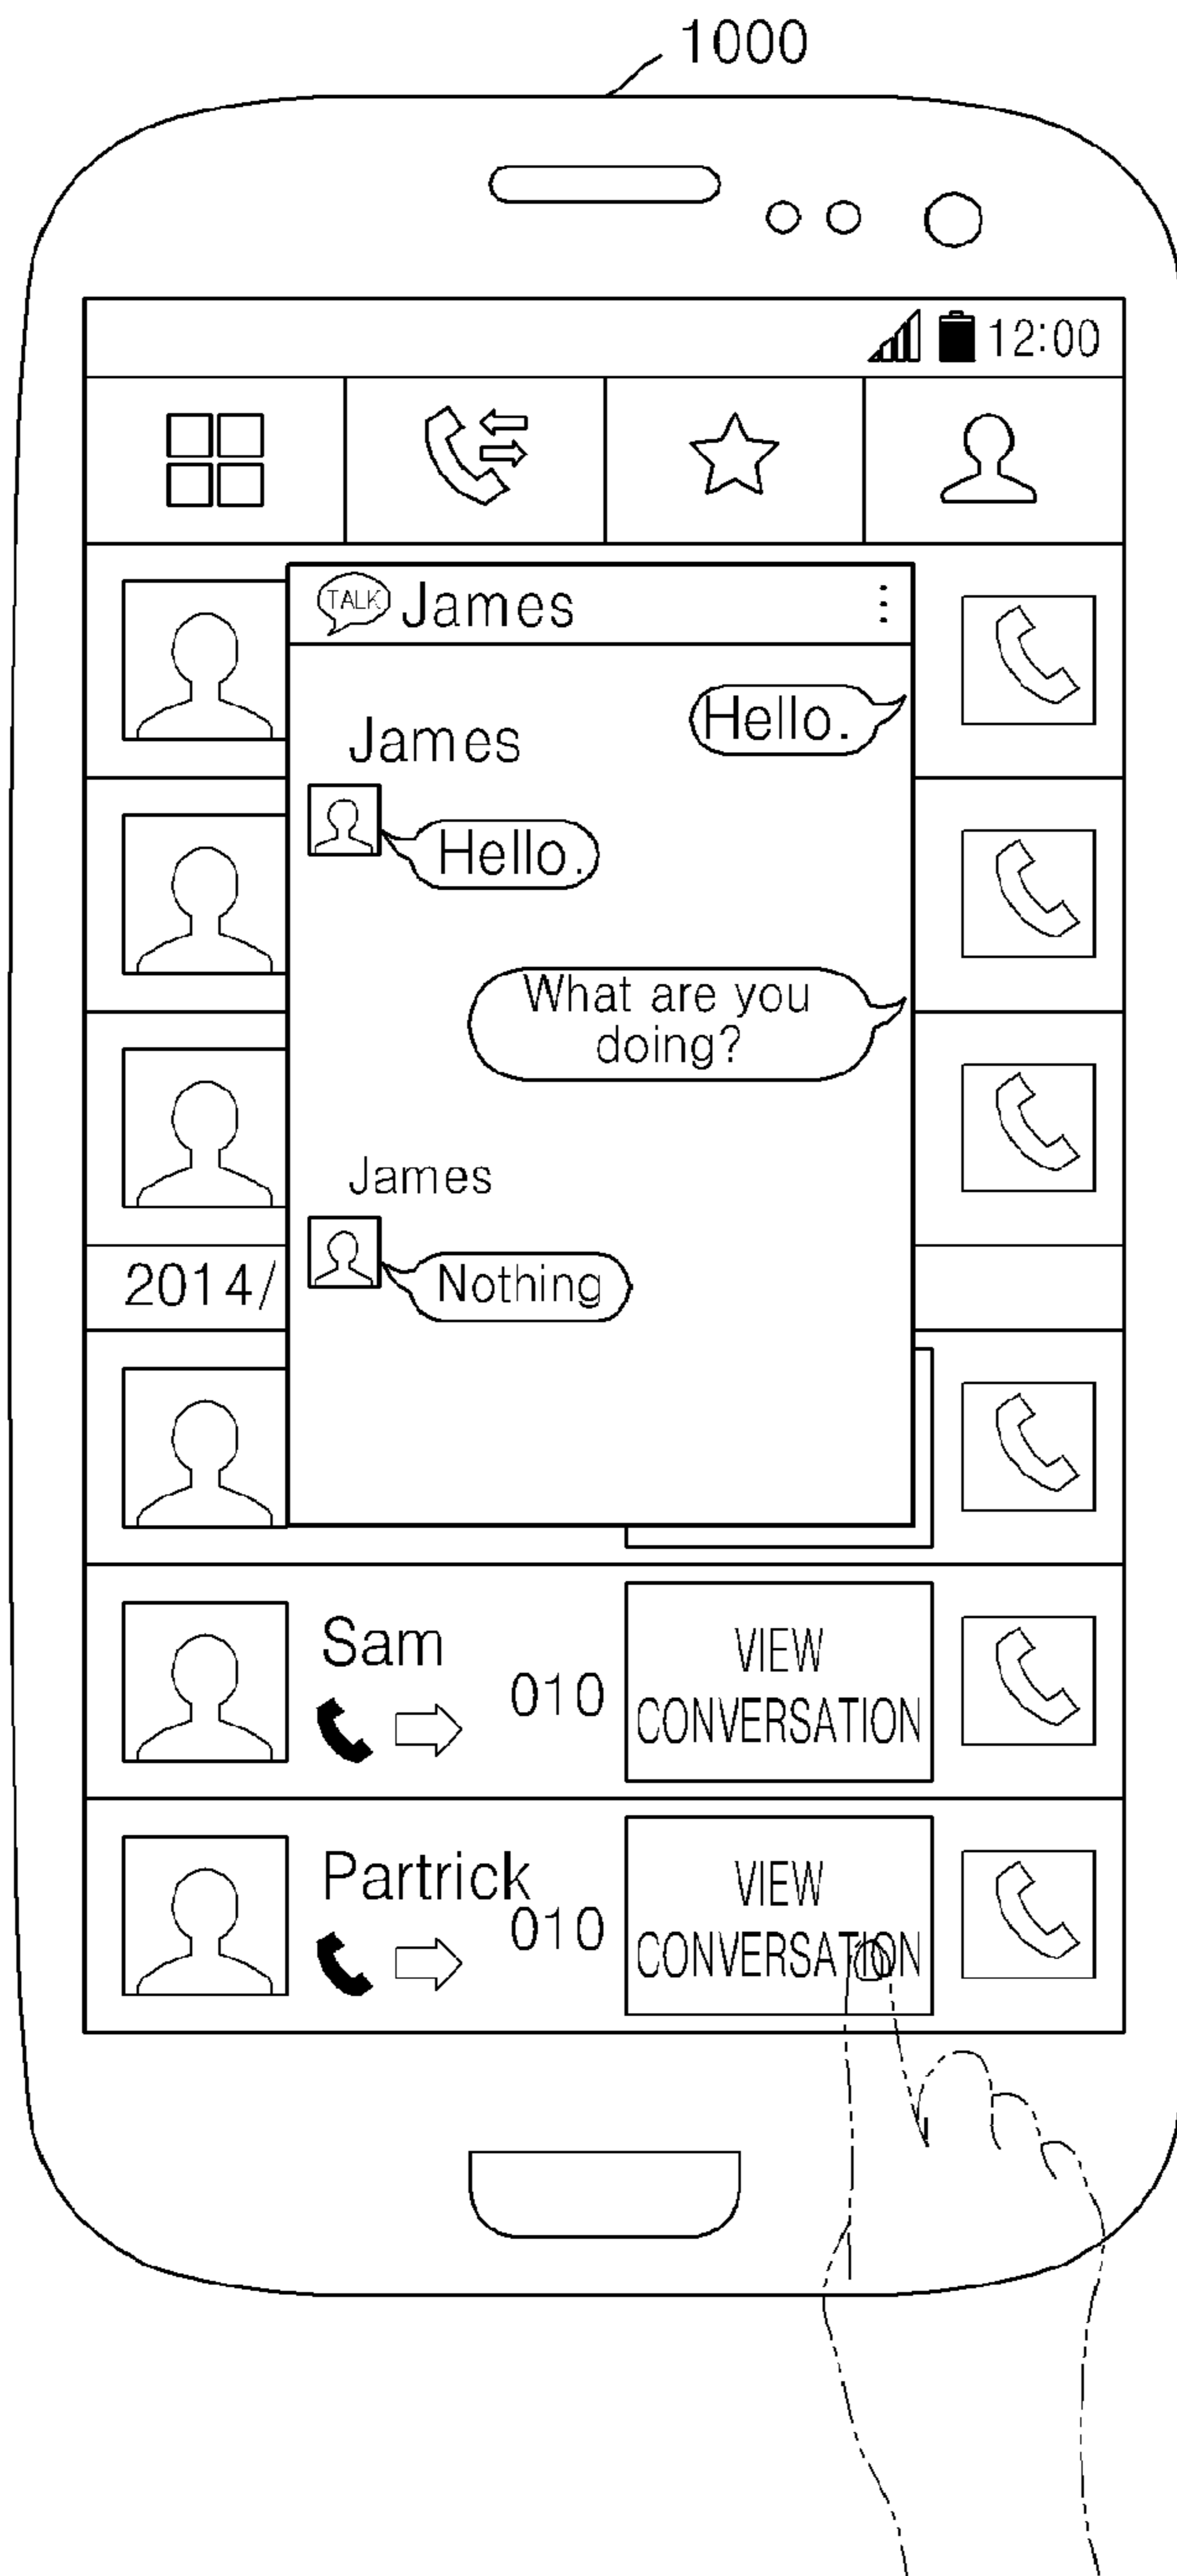 1000
12:00
TALK James
Hello.
James
Hello.
What are you
doing?
James
Nothing
2014/
Sam
010
VIEW
CONVERSATION
Partrick
010
VIEW
CONVERSATION